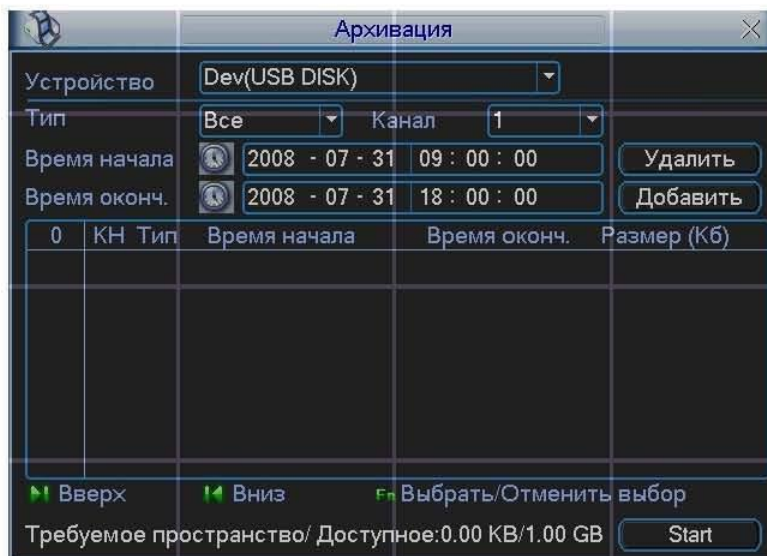 Архивация
Устройство Dev(USB DISK)
Тип Все Канал 1
Время начала 2008 - 07 - 31 09 : 00 : 00 Удалить
Время оконч. 2008 - 07 - 31 18 : 00 : 00 Добавить
0 КН Тип Время начала Время оконч. Размер (Кб)
Вверх Вниз Fn Выбрать/Отменить выбор
Требуемое пространство/ Доступное:0.00 KB/1.00 GB Start